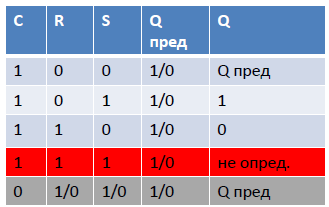 C R S Q пред Q
1 0 0 1/0 Q пред
1 0 1 1/0 1
1 1 0 1/0 0
1 1 1 1/0 не опред.
0 1/0 1/0 1/0 Q пред